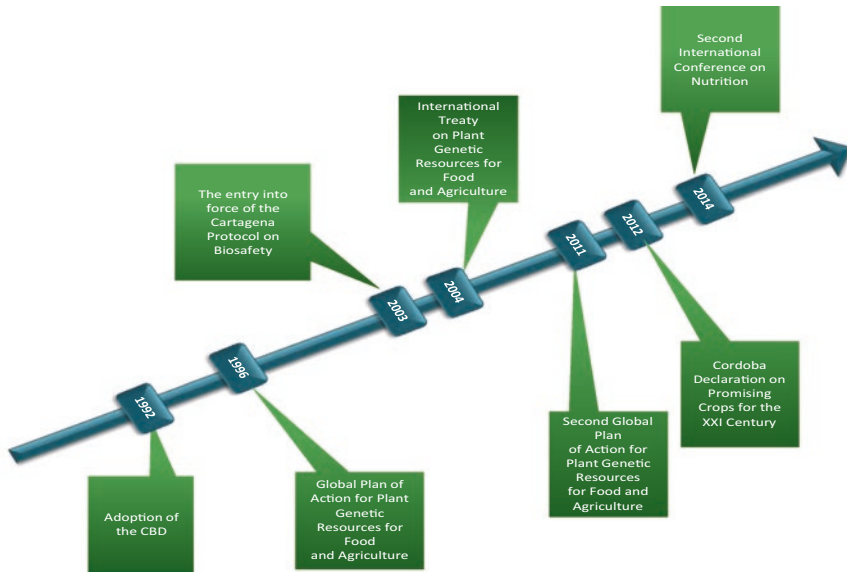 Second
International
Conference on
Nutrition
International
Treaty
on Plant
Genetic
Resources for
Food
and Agriculture
The entry into
force of the
Cartagena
Protocol on
Biosafety
2014
2012
2011
2004
2003
1996
1992
Cordoba
Declaration on
Promising
Crops for the
XXI Century
Second Global
Plan
of Action for
Plant Genetic
Resources
for Food and
Agriculture
Global Plan of
Action for Plant
Genetic
Resources for
Food
and Agriculture
Adoption of
the CBD